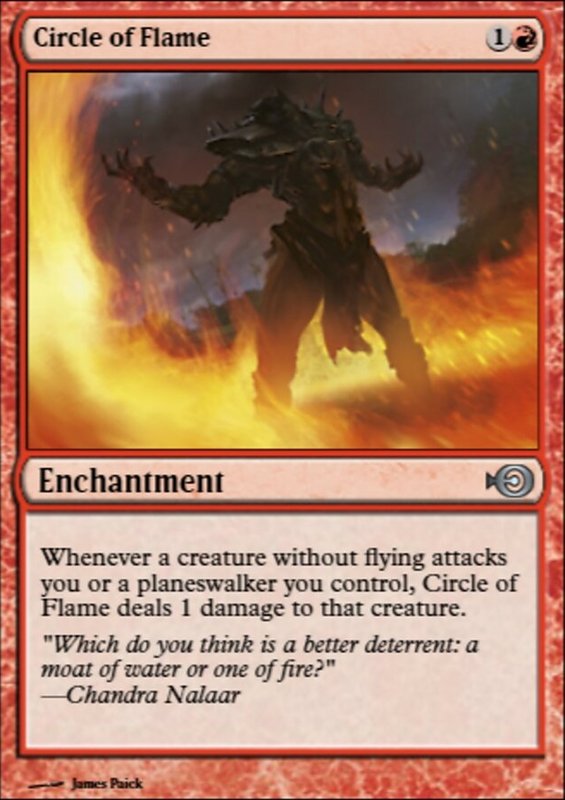 Circle of Flame 1
Enchantment
Whenever a creature without flying attacks
you or a planeswalker you control, Circle of
Flame deals 1 damage to that creature.
"Which do you think is a better deterrent: a
moat of water or one of fire?"
—Chandra Nalaar
James Paick